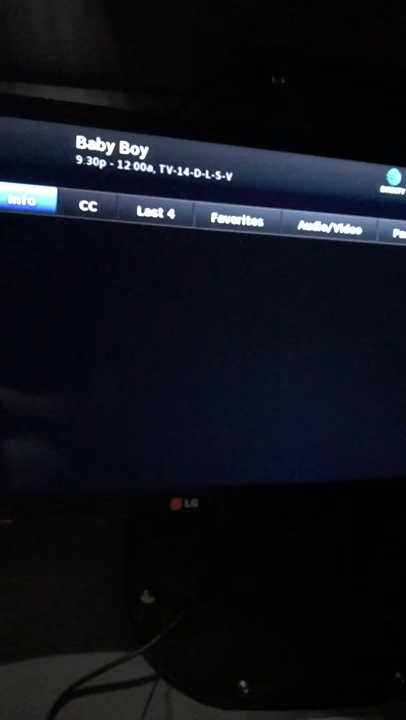 Baby Boy
9:30p - 12:00a, TV-14-D-L-S-V
Info CC Last 4 Favorites Audio/Video
LG